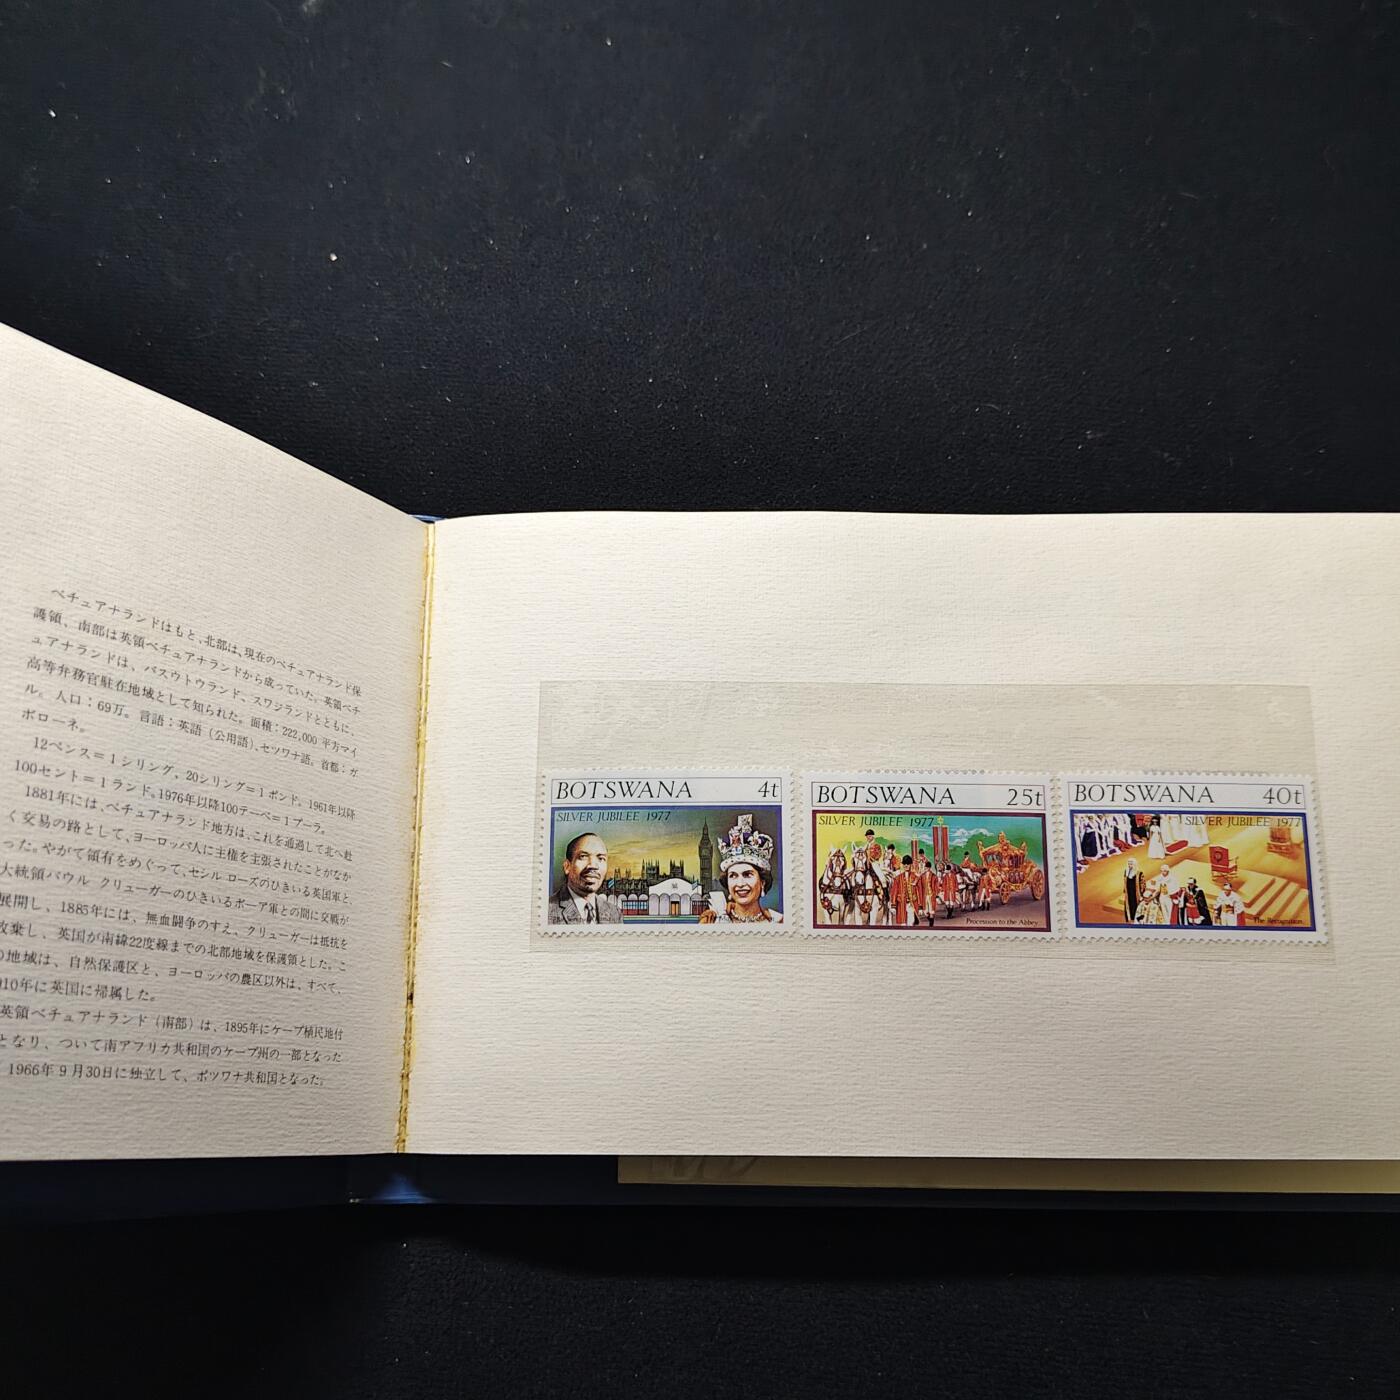 ベチュアナランドはもと、北部は、現在のベチュアナランド保
護領、南部は英領ベチュアナランドから成っていた。英領ベチ
ュアナランドは、バスウトウランド、スワジランドとともに、
高等弁務官駐在地域として知られた。面積：222,000 平方マイ
ル。人口：69万。言語：英語（公用語）、セツワナ語。首都：ガ
ボローネ。
12ペンス＝1シリング、20シリング＝1ポンド。1961年以降
100セント＝1ランド。1976年以降100テーベ＝1プーラ。
1881年には、ベチュアナランド地方は、これを通過して北へ赴
く交易の路として、ヨーロッパ人に主権を主張されたことがなか
った。やがて領有をめぐって、セシル ローズのひきいる英国軍と、
大統領パウル クリューガーのひきいるボーア軍との間に交戦が
展開し、1885年には、無血闘争のすえ、クリューガーは抵抗を
放棄し、英国が南緯22度線までの北部地域を保護領とした。こ
の地域は、自然保護区と、ヨーロッパの農区以外は、すべて、
910年に英国に帰属した。
英領ベチュアナランド（南部）は、1895年にケープ植民地付
となり、ついて南アフリカ共和国のケープ州の一部となった
1966年9月30日に独立して、ボツワナ共和国となった。
BOTSWANA 4t
SILVER JUBILEE 1977
BOTSWANA 25t
SILVER JUBILEE 1977
Procession to the Abbey
BOTSWANA 40t
SILVER JUBILEE 1977
The Recognition